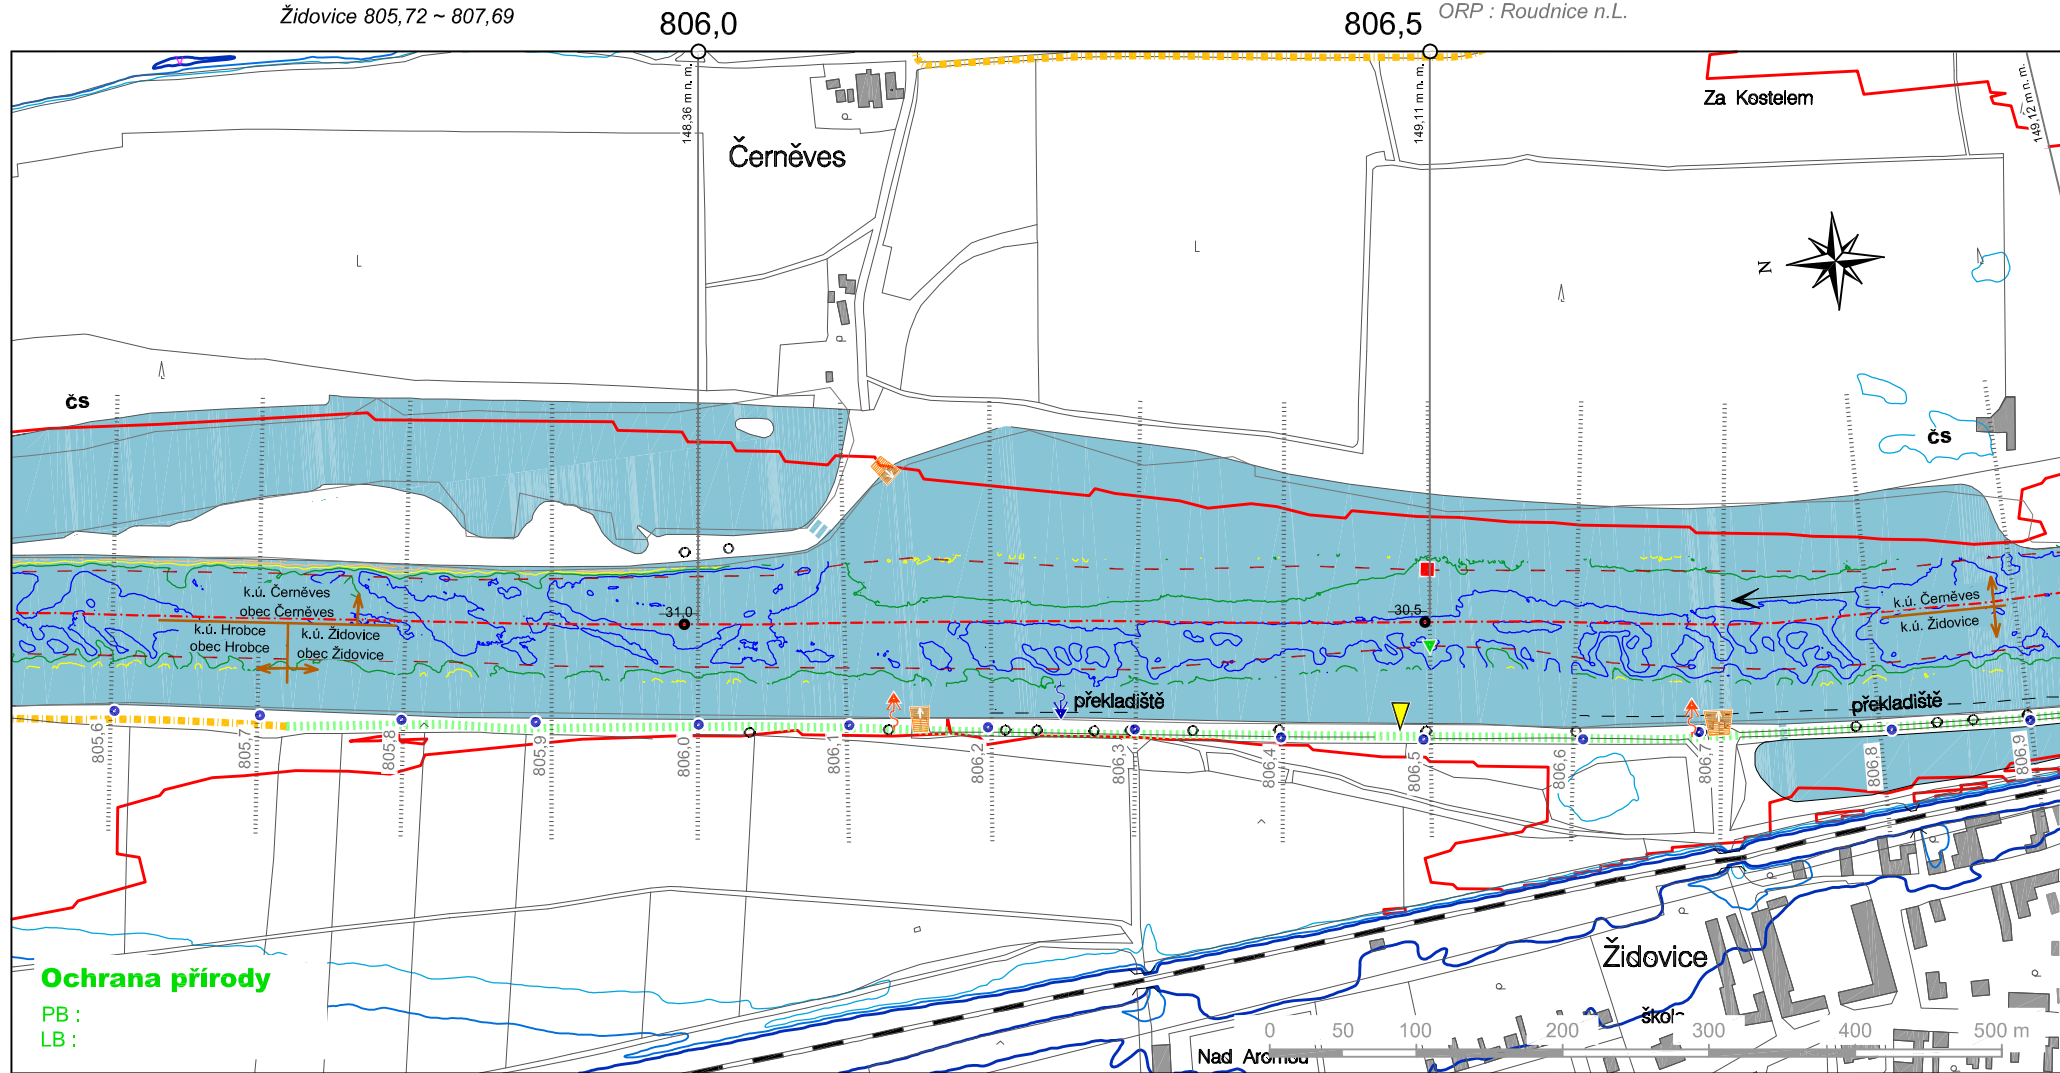 Židovice 805,72 ~ 807,69
806,0
806,5
ORP : Roudnice n.L.
148,36 m n. m.
149,11 m n. m.
149,12 m n. m.
Za Kostelem
Černěves
L
L
N
čs
čs
k.ú. Černěves
obec Černěves
k.ú. Hrobce
obec Hrobce
k.ú. Židovice
obec Židovice
31,0
30,5
k.ú. Černěves
k.ú. Židovice
překladiště
překladiště
805,6
805,7
805,8
805,9
806,0
806,1
806,2
806,3
806,4
806,5
806,6
806,7
806,8
806,9
Židovice
Ochrana přírody
PB :
LB :
Nad
0 50 100 200 300 400 500 m